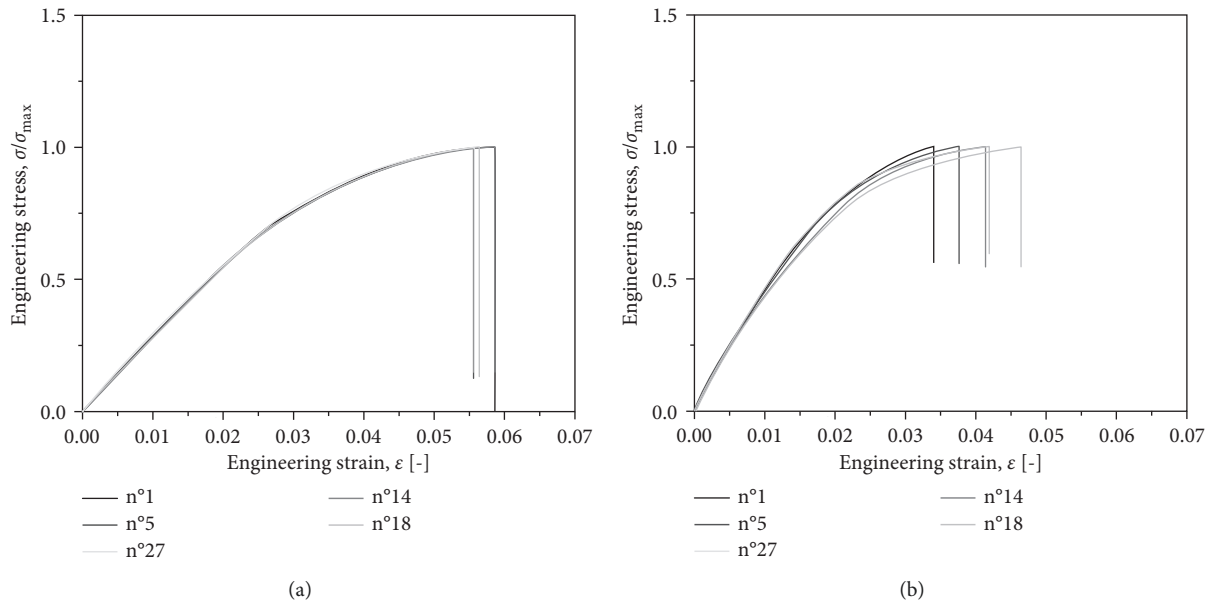 1.5
1.0
0.5
0.0
Engineering stress, σ/σmax
0.00 0.01 0.02 0.03 0.04 0.05 0.06 0.07
Engineering strain, ε [-]
n°1
n°5
n°27
n°14
n°18
(a)
1.5
1.0
0.5
0.0
Engineering stress, σ/σmax
0.00 0.01 0.02 0.03 0.04 0.05 0.06 0.07
Engineering strain, ε [-]
n°1
n°5
n°27
n°14
n°18
(b)